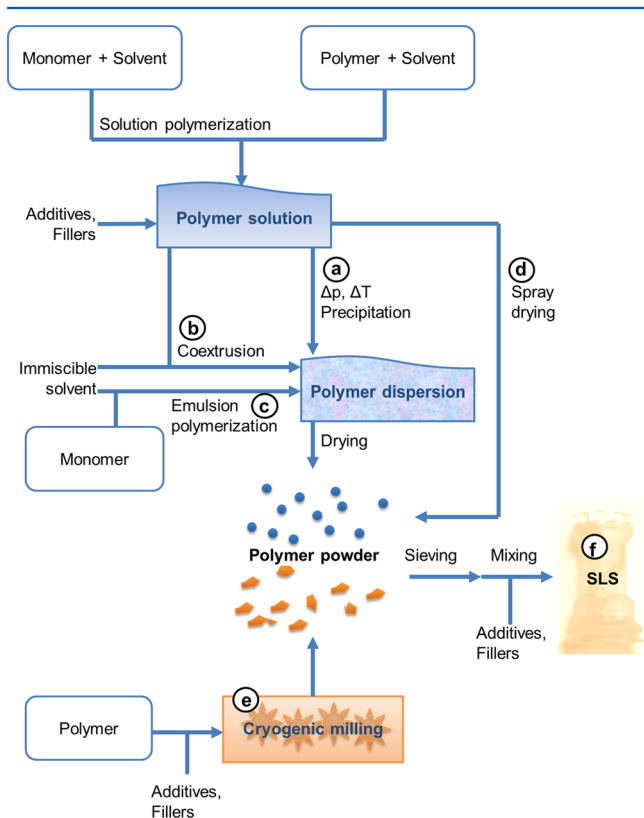 Monomer + Solvent
Polymer + Solvent
Solution polymerization
Additives,
Fillers
Polymer solution
a
Δp, ΔT
Precipitation
d
Spray
drying
b
Coextrusion
Immiscible
solvent
Polymer dispersion
c
Emulsion
polymerization
Monomer
Drying
Polymer powder
Sieving
Mixing
f
SLS
Additives,
Fillers
e
Polymer
Cryogenic milling
Additives,
Fillers